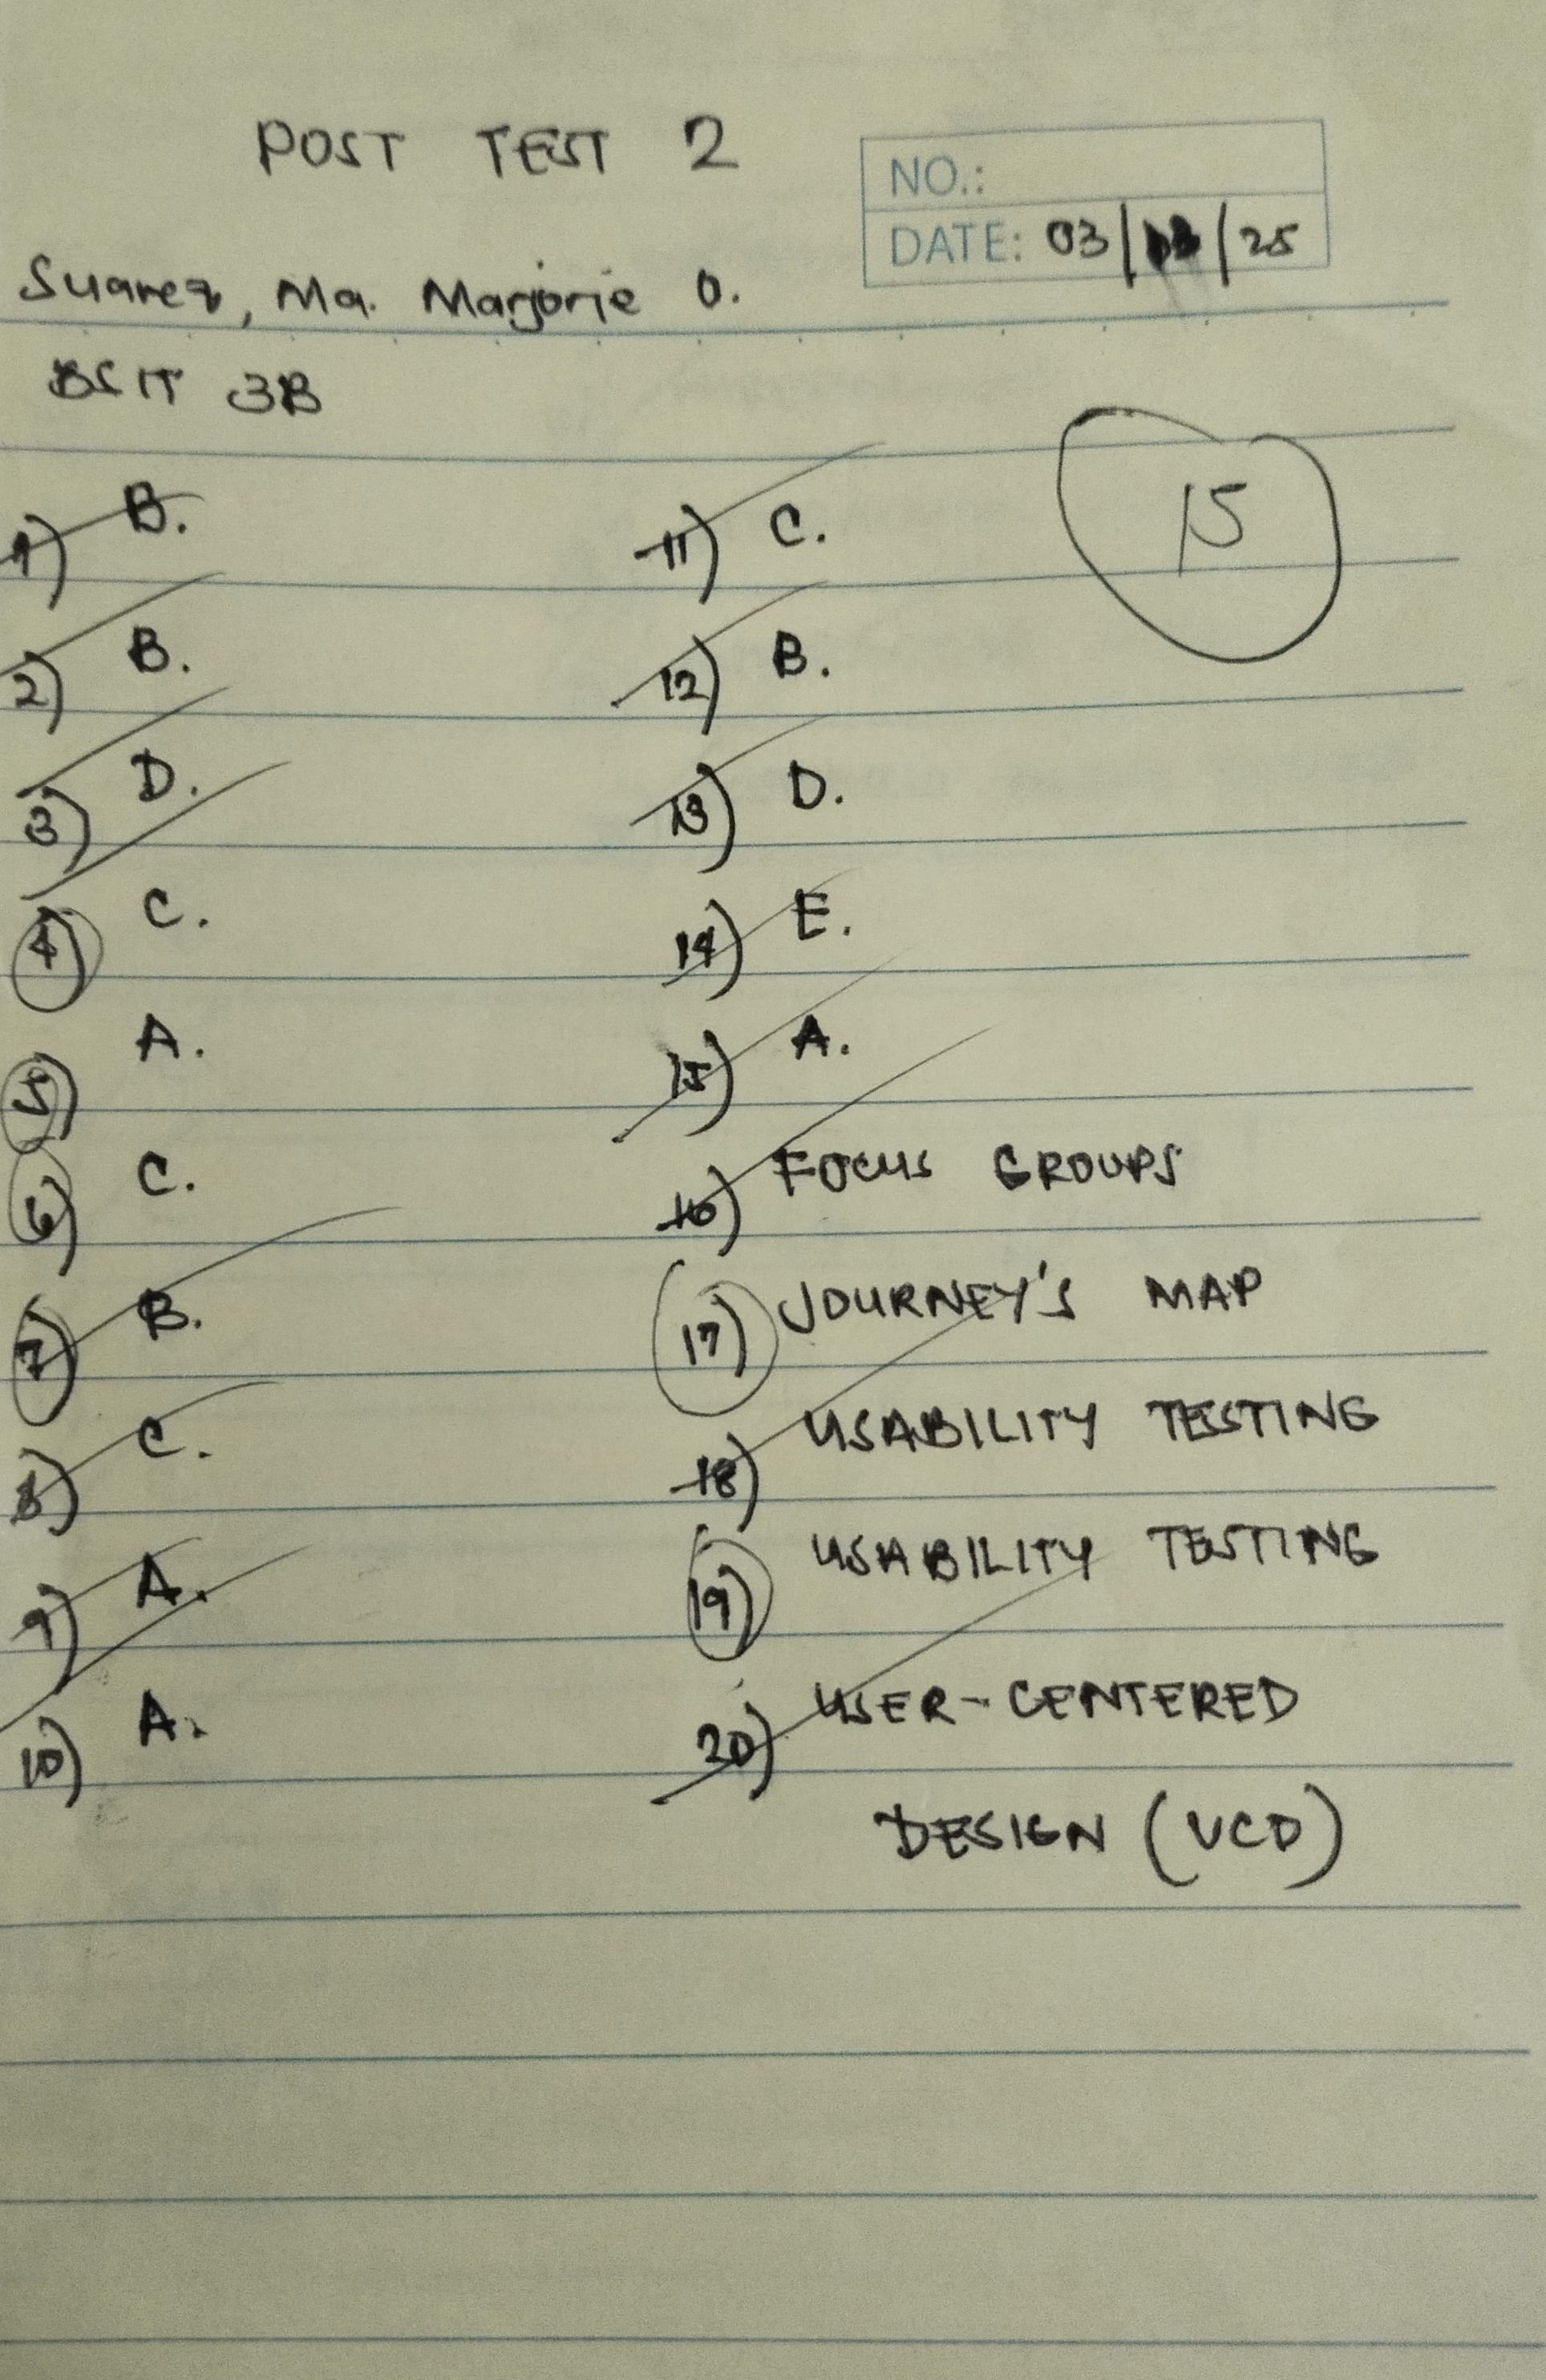 POST TEST 2
NO.:
DATE: 03/ /25
Suarez, Ma. Marjorie O.
BSIT 3B
15
1) B.
2) B.
3) D.
4) C.
5) A.
6) C.
7) B.
8) C.
9) A.
10) A.
11) C.
12) B.
13) D.
14) E.
15) A.
16) FOCUS GROUPS
17) JOURNEY'S MAP
18) USABILITY TESTING
19) USABILITY TESTING
20) USER-CENTERED
DESIGN (UCD)